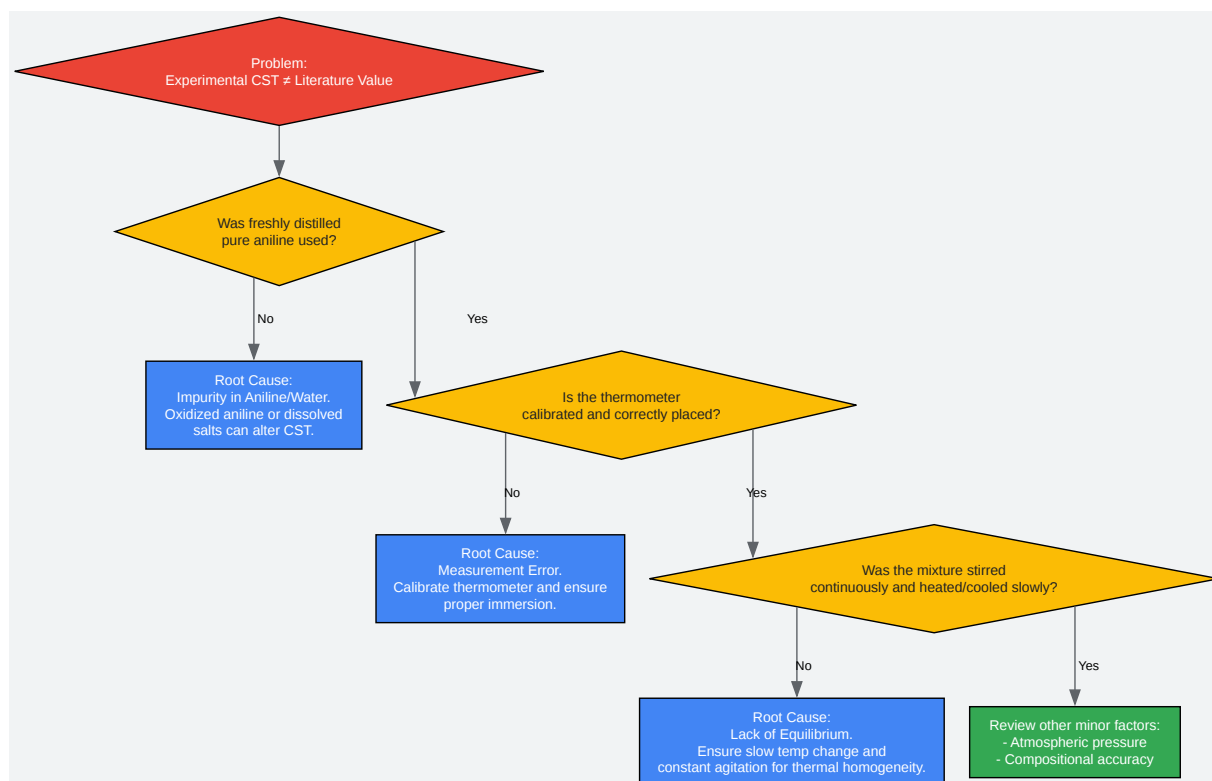 Problem:
Experimental CST ≠ Literature Value
Was freshly distilled
pure aniline used?
No
Yes
Root Cause:
Impurity in Aniline/Water.
Oxidized aniline or dissolved
salts can alter CST.
Is the thermometer
calibrated and correctly placed?
No
Yes
Root Cause:
Measurement Error.
Calibrate thermometer and ensure
proper immersion.
Was the mixture stirred
continuously and heated/cooled slowly?
No
Yes
Root Cause:
Lack of Equilibrium.
Ensure slow temp change and
constant agitation for thermal homogeneity.
Review other minor factors:
- Atmospheric pressure
- Compositional accuracy